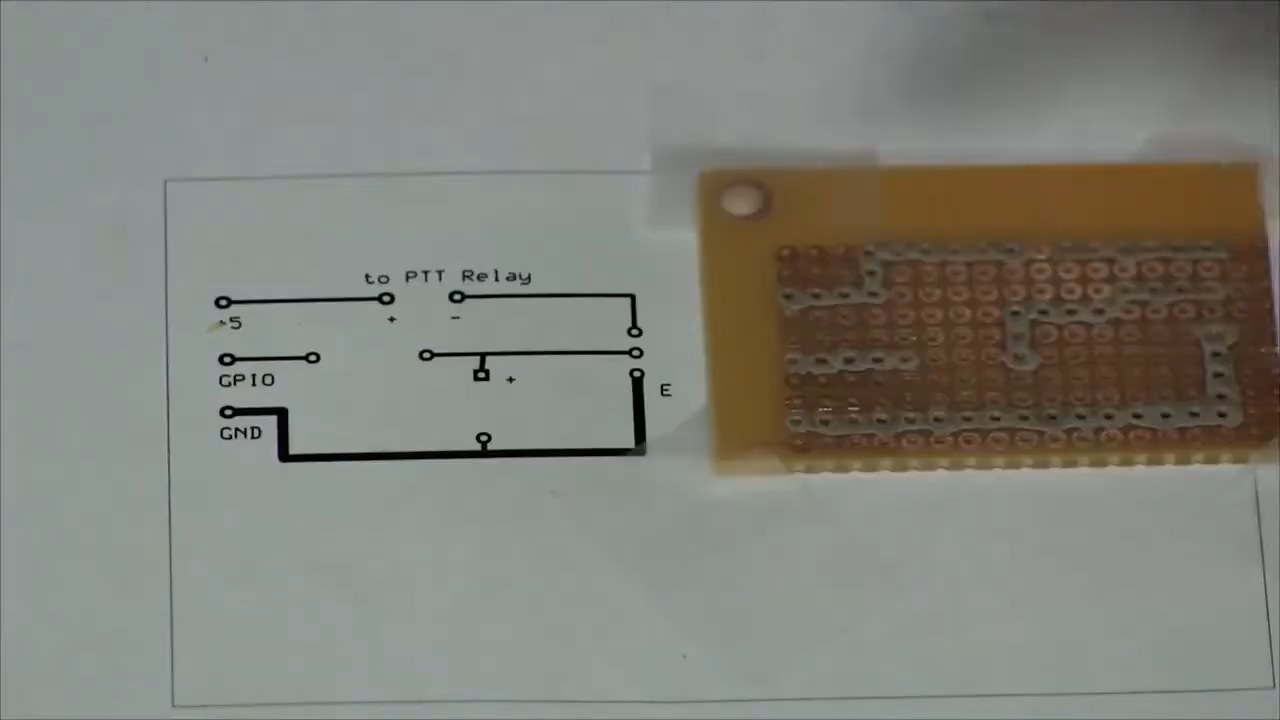 to PTT Relay
+ -
+5
GPIO
+
E
GND